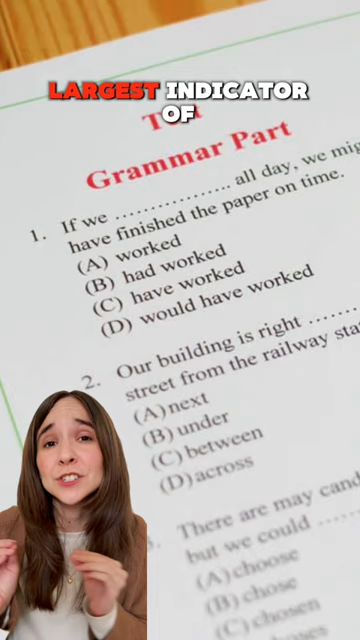 LARGEST INDICATOR
OF
Test
Grammar Part
1. If we .................. all day, we
have finished the paper on time.
(A) worked
(B) had worked
(C) have worked
(D) would have worked
2. Our building is right
street from the railway
(A) next
(B) under
(C) between
(D) across
There are may
but we could
(A) choose
(B) chose
(C) chosen